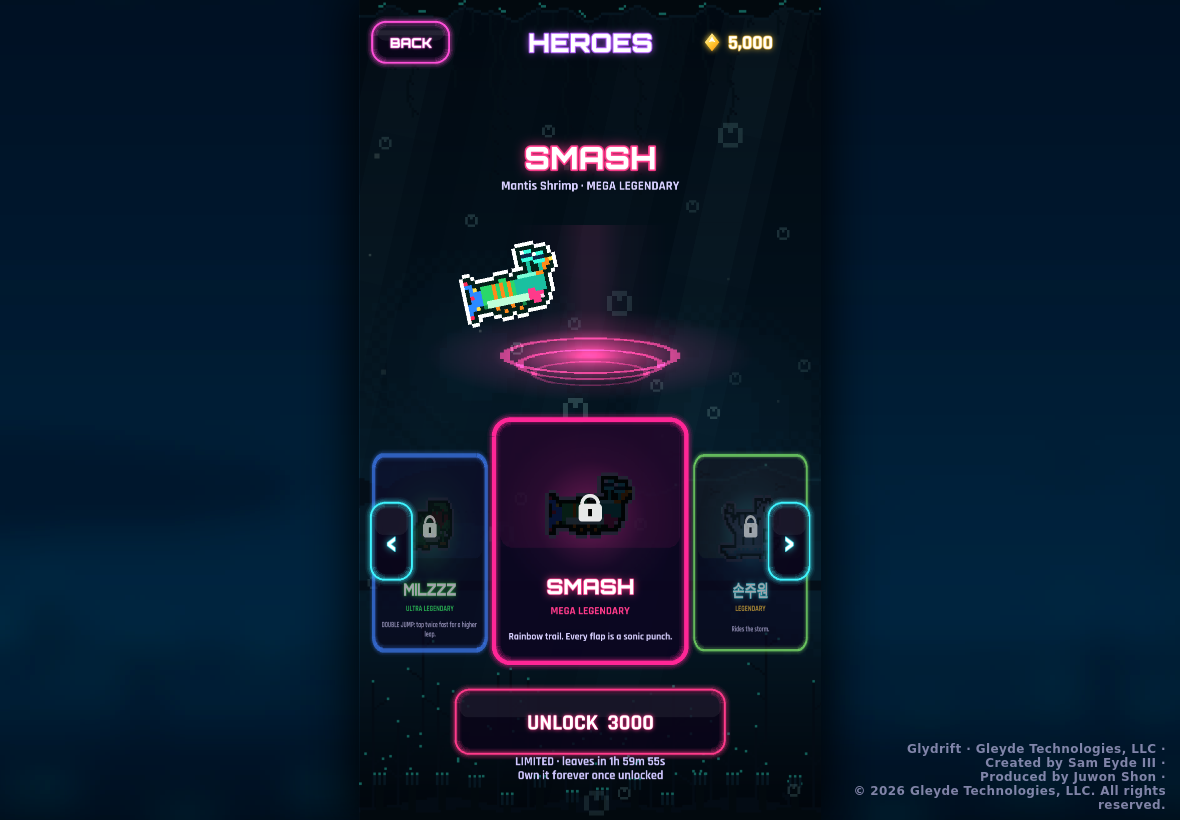 BACK
HEROES
5,000
SMASH
Mantis Shrimp · MEGA LEGENDARY
<
MILZZZ
ULTRA LEGENDARY
DOUBLE JUMP: tap twice fast for a higher
leap.
SMASH
MEGA LEGENDARY
Rainbow trail. Every flap is a sonic punch.
>
손주원
LEGENDARY
Rides the storm.
UNLOCK 3000
LIMITED · leaves in 1h 59m 55s
Own it forever once unlocked
Glydrift · Gleyde Technologies, LLC ·
Created by Sam Eyde III ·
Produced by Juwon Shon ·
© 2026 Gleyde Technologies, LLC. All rights
reserved.